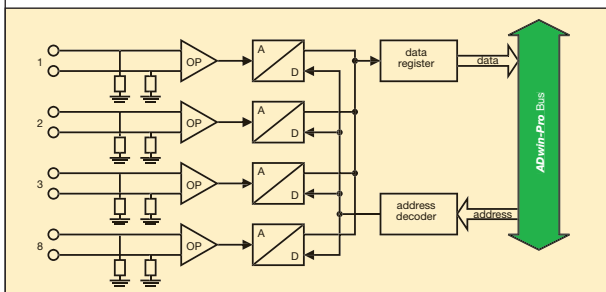 1
OP
A
D
data
register
data
2
OP
A
D
3
OP
A
D
8
OP
A
D
address
decoder
address
ADwin-Pro Bus